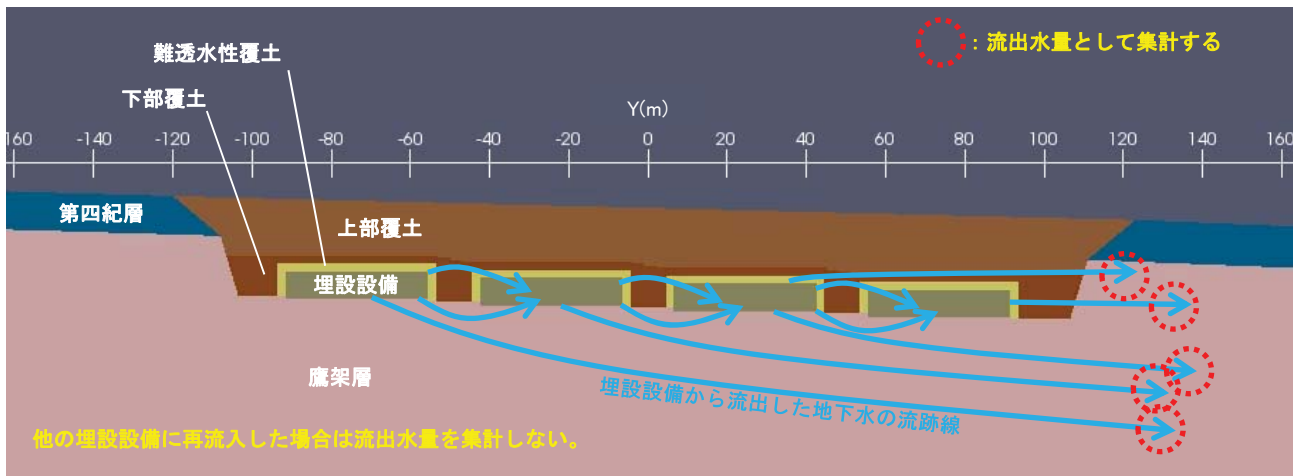 難透水性覆土
：流出水量として集計する
下部覆土
Y(m)
160 -140 -120 -100 -80 -60 -40 -20 0 20 40 60 80 100 120 140 160
第四紀層
上部覆土
埋設設備
鷹架層
埋設設備から流出した地下水の流跡線
他の埋設設備に再流入した場合は流出水量を集計しない。